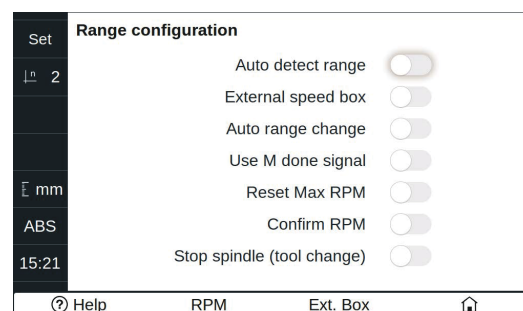 Set
Range configuration
n 2
Auto detect range
External speed box
Auto range change
Use M done signal
mm
Reset Max RPM
ABS
Confirm RPM
15:21
Stop spindle (tool change)
? Help RPM Ext. Box